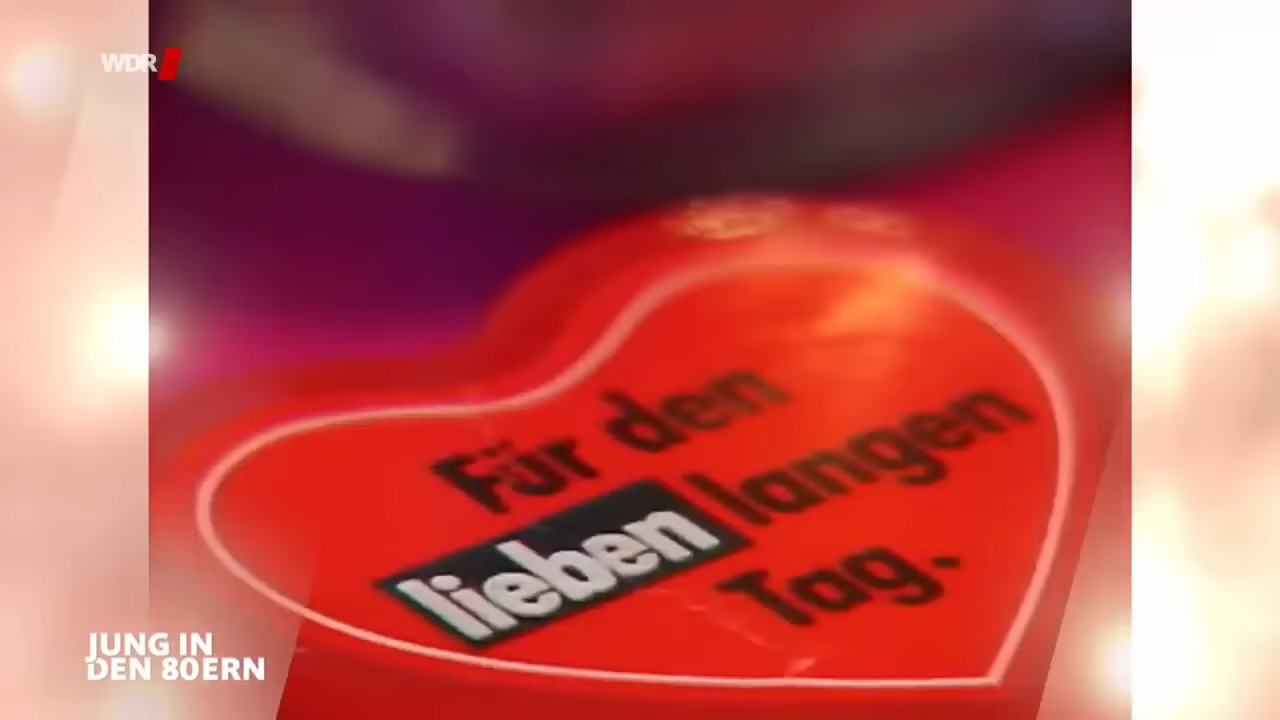 WDR
Für den
lieben langen
Tag.
JUNG IN
DEN 80ERN